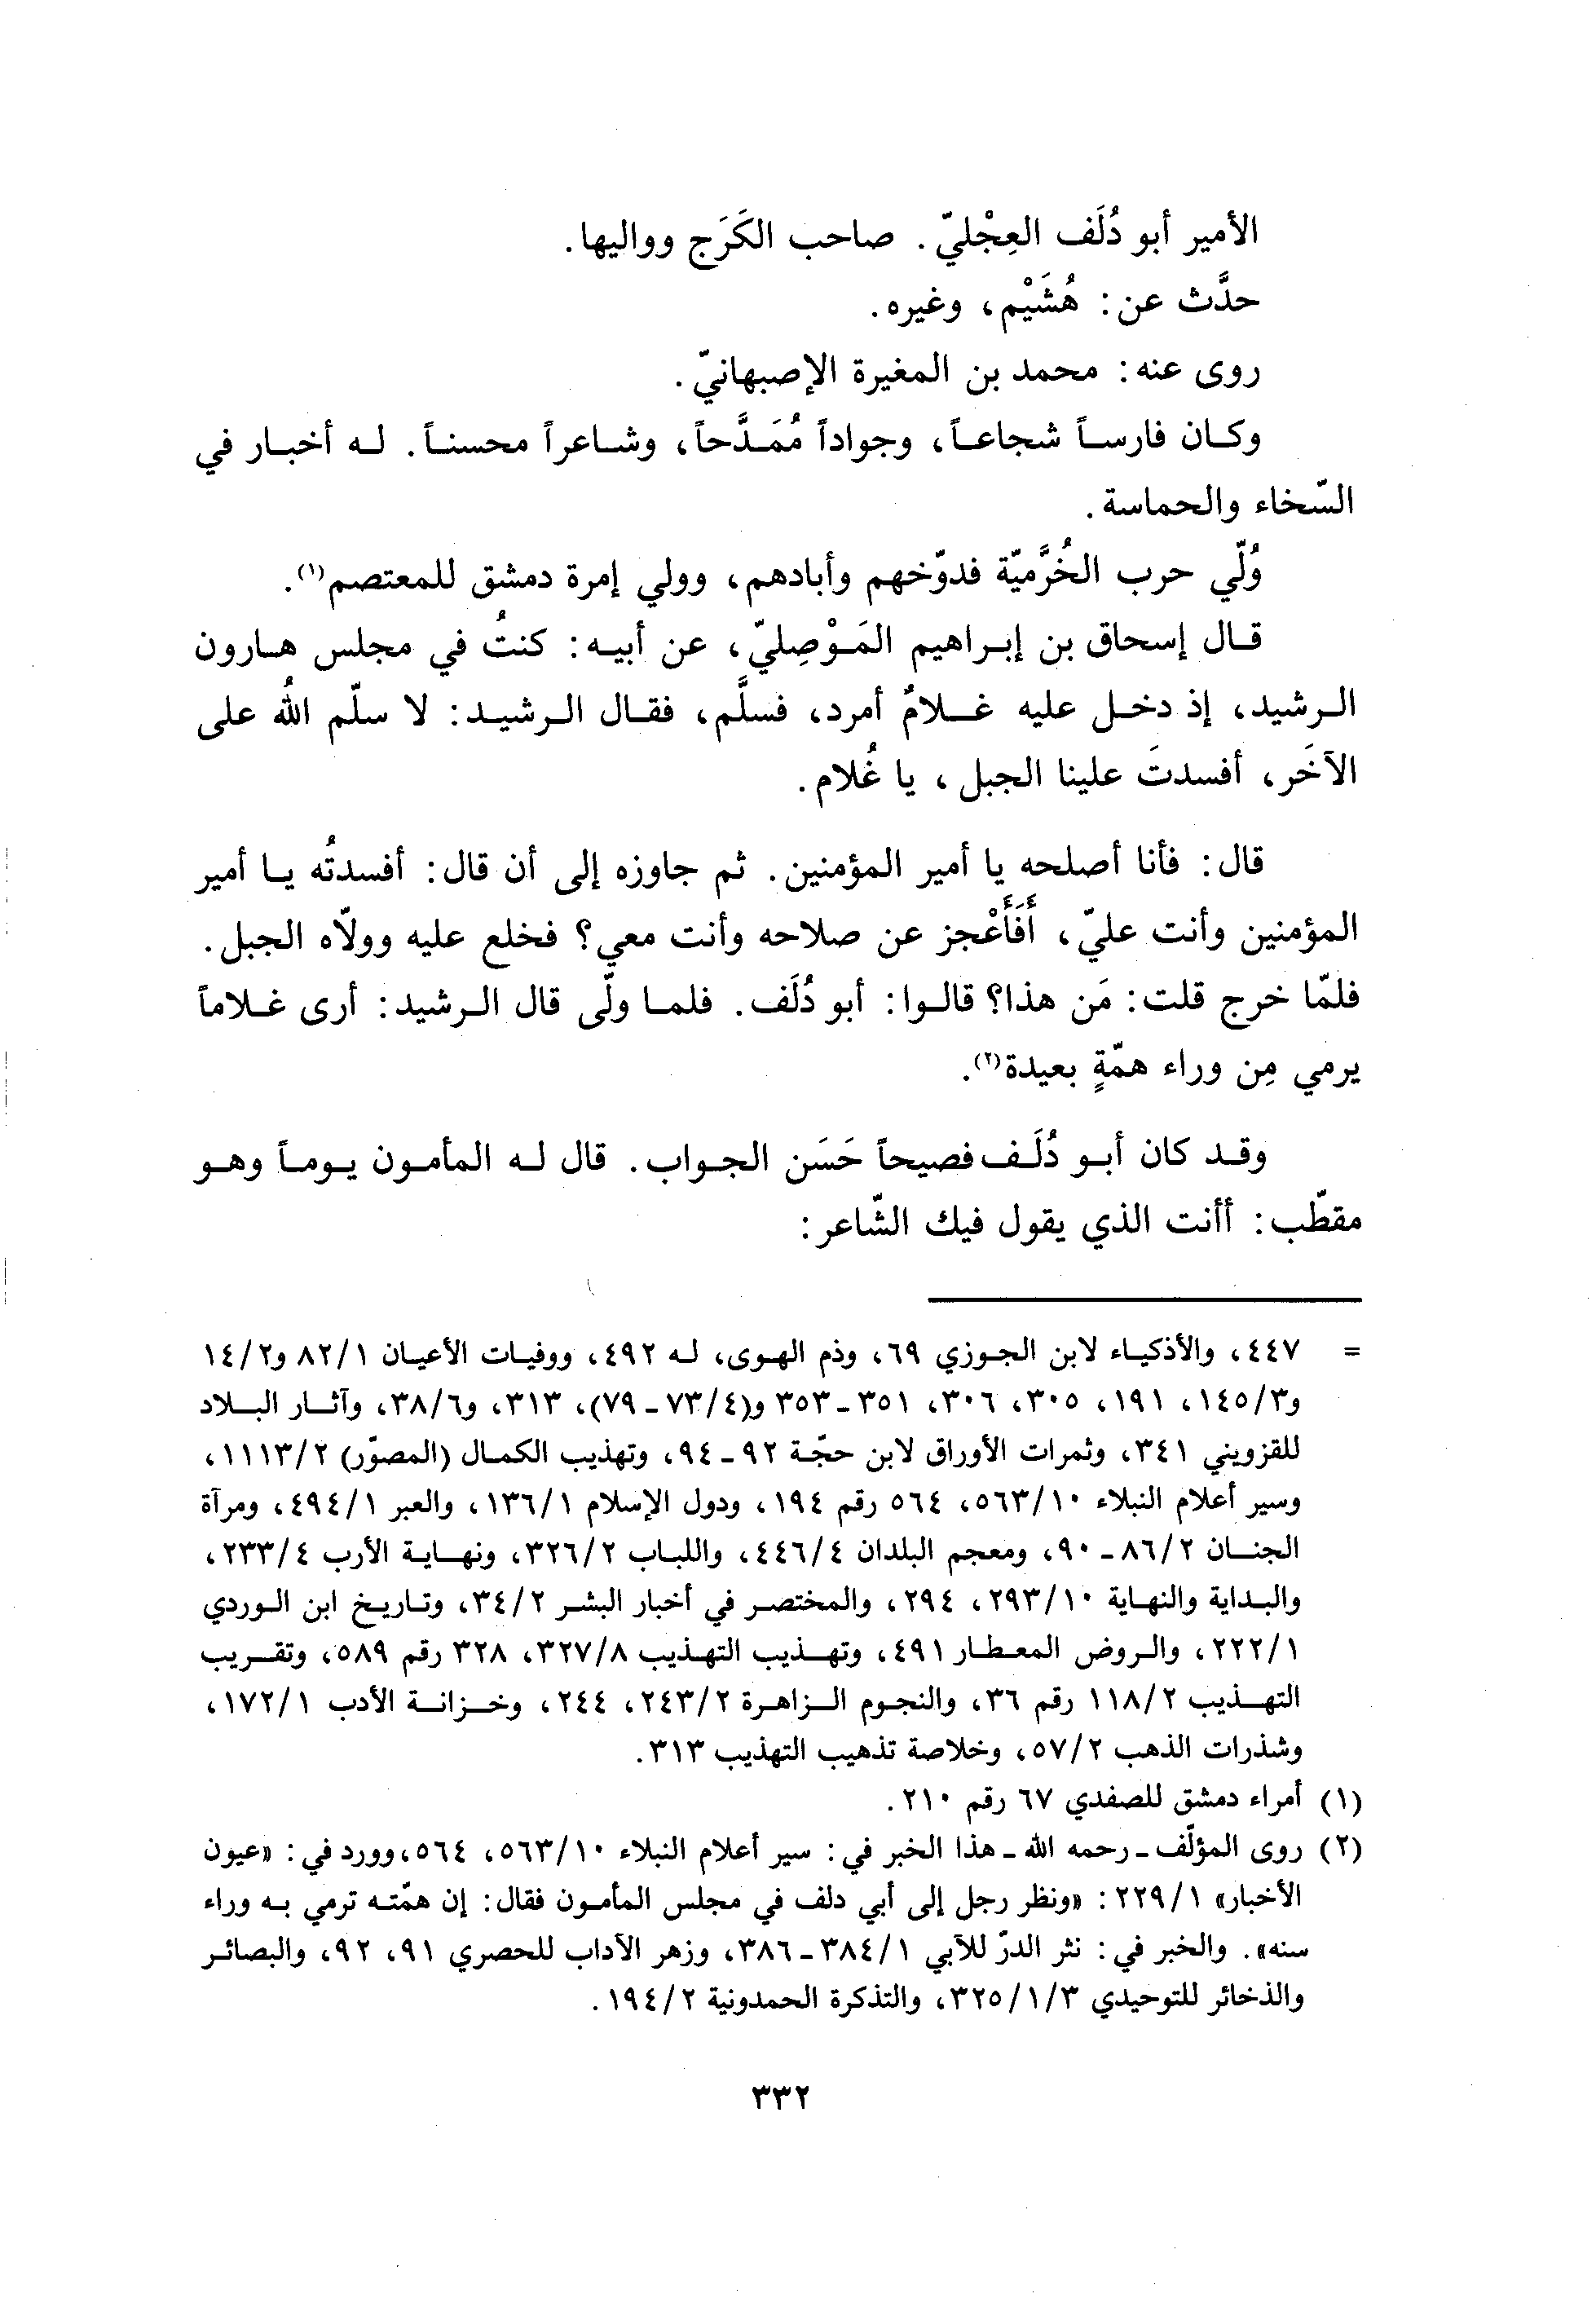 الأمير أبو دُلَف العِجْليّ. صاحب الكَرَج وواليها.
حدَّث عن: هُشَيْم، وغيره.
روى عنه: محمد بن المغيرة الإصبهانيّ.
وكان فارساً شجاعاً، وجواداً مُمَدَّحاً، وشاعراً محسناً. له أخبار في
السّخاء والحماسة.
وُلّي حرب الخُرَّميّة فدوّخهم وأبادهم، وولي إمرة دمشق للمعتصم(١).
قال إسحاق بن إبراهيم المَوْصِليّ، عن أبيه: كنتُ في مجلس هارون
الرشيد، إذ دخل عليه غلامٌ أمرد، فسلَّم، فقال الرشيد: لا سلّم اللهُ على
الآخَر، أفسدتَ علينا الجبل، يا غُلام.
قال: فأنا أصلحه يا أمير المؤمنين. ثم جاوزه إلى أن قال: أفسدتُه يا أمير
المؤمنين وأنت عليّ، أَفَأَعْجز عن صلاحه وأنت معي؟ فخلع عليه وولّاه الجبل.
فلمّا خرج قلت: مَن هذا؟ قالوا: أبو دُلَف. فلما ولّى قال الرشيد: أرى غلاماً
يرمي مِن وراء همّةٍ بعيدة(٢).
وقد كان أبو دُلَف فصيحاً حَسَن الجواب. قال له المأمون يوماً وهو
مقطّب: أأنت الذي يقول فيك الشّاعر:
= ٤٤٧، والأذكياء لابن الجوزي ٦٩، وذم الهوى، له ٤٩٢، ووفيات الأعيان ٨٢/١ و١٤/٢
و١٤٥/٣، ١٩١، ٣٠٥، ٣٠٦، ٣٥١ - ٣٥٣ و(٧٣/٤ - ٧٩)، ٣١٣، و٣٨/٦، وآثار البلاد
للقزويني ٣٤١، وثمرات الأوراق لابن حجّة ٩٢ - ٩٤، وتهذيب الكمال (المصوّر) ١١١٣/٢،
وسير أعلام النبلاء ٥٦٣/١٠، ٥٦٤ رقم ١٩٤، ودول الإسلام ١٣٦/١، والعبر ٤٩٤/١، ومرآة
الجنان ٨٦/٢ - ٩٠، ومعجم البلدان ٤٤٦/٤، واللباب ٣٢٦/٢، ونهاية الأرب ٢٣٣/٤،
والبداية والنهاية ٢٩٣/١٠، ٢٩٤، والمختصر في أخبار البشر ٣٤/٢، وتاريخ ابن الوردي
٢٢٢/١، والروض المعطار ٤٩١، وتهذيب التهذيب ٣٢٧/٨، ٣٢٨ رقم ٥٨٩، وتقريب
التهذيب ١١٨/٢ رقم ٣٦، والنجوم الزاهرة ٢٤٣/٢، ٢٤٤، وخزانة الأدب ١٧٢/١،
وشذرات الذهب ٥٧/٢، وخلاصة تذهيب التهذيب ٣١٣.
(١) أمراء دمشق للصفدي ٦٧ رقم ٢١٠.
(٢) روى المؤلّف - رحمه الله - هذا الخبر في: سير أعلام النبلاء ٥٦٣/١٠، ٥٦٤، وورد في: «عيون
الأخبار» ٢٢٩/١: «ونظر رجل إلى أبي دلف في مجلس المأمون فقال: إن همّته ترمي به وراء
سنه». والخبر في: نثر الدرّ للآبي ٣٨٤/١ - ٣٨٦، وزهر الآداب للحصري ٩١، ٩٢، والبصائر
والذخائر للتوحيدي ٣٢٥/١/٣، والتذكرة الحمدونية ١٩٤/٢.
٣٣٢